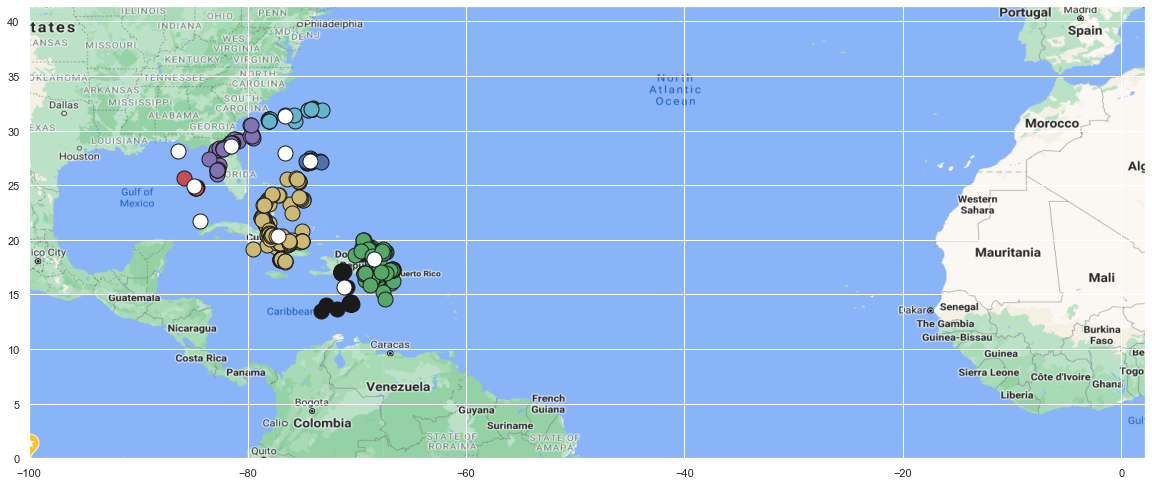 ILLINOIS
OHIO
PENN
Philadelphia
tates
INDIANA
MD
DE NJ
KANSAS
MISSOURI
WEST
VIRGINIA
KENTUCKY
VIRGINIA
OKLAHOMA
TENNESSEE
NORTH
CAROLINA
ARKANSAS
MISSISSIPPI
SOUTH
CAROLINA
Dallas
ALABAMA
GEORGIA
EXAS
LOUISIANA
Houston
ORIDA
Gulf of
Mexico
ico City
Guatemala
Nicaragua
Costa Rica
Panama
Caribbean
uerto Rico
Caracas
Venezuela
Bogota
Colombia
Cali
Quito
Guyana
French
Guiana
Suriname
STATE OF
RORAIMA
STATE OF
AMAPA
North
Atlantic
Ocean
Portugal
Madrid
Spain
Morocco
Alg
Western
Sahara
Mauritania
Mali
Dakar
Senegal
The Gambia
Guinea-Bissau
Burkina
Faso
Guinea
Be
Sierra Leone
Côte d'Ivoire
Togo
Ghana
Liberia
Gul
40
35
30
25
20
15
10
5
0
−100
−80
−60
−40
−20
0